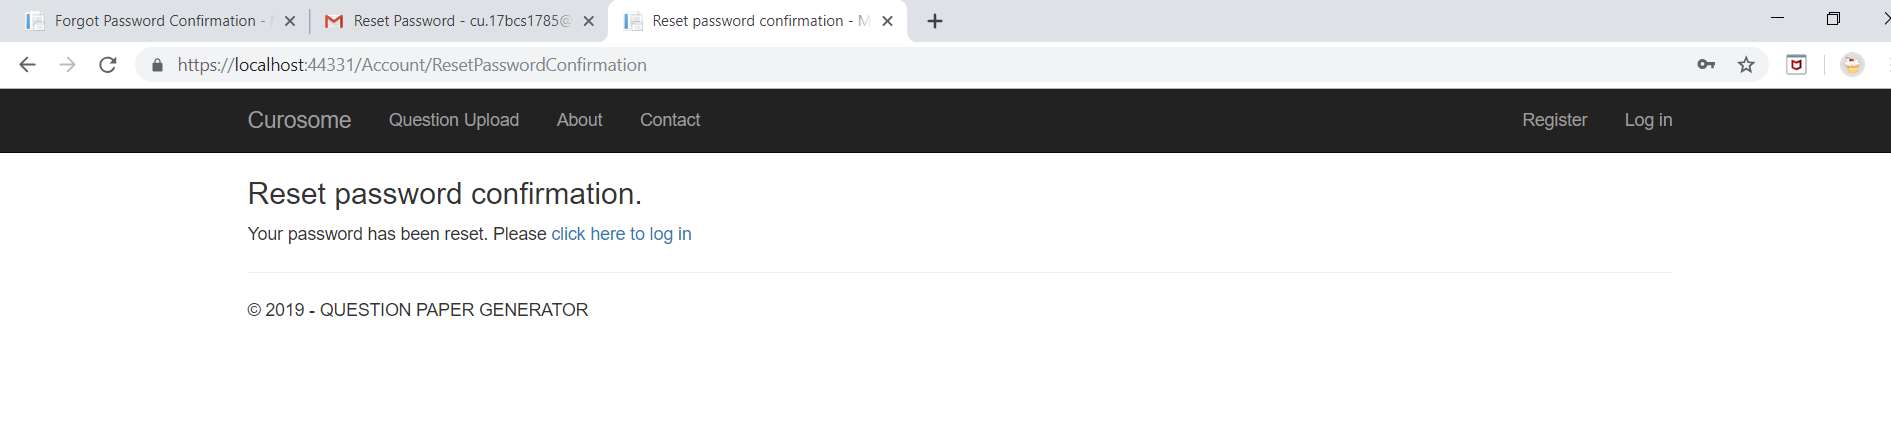 Forgot Password Confirmation -
Reset Password - cu.17bcs1785@
Reset password confirmation - M
https://localhost:44331/Account/ResetPasswordConfirmation
Curosome Question Upload About Contact Register Log in
Reset password confirmation.
Your password has been reset. Please click here to log in
© 2019 - QUESTION PAPER GENERATOR